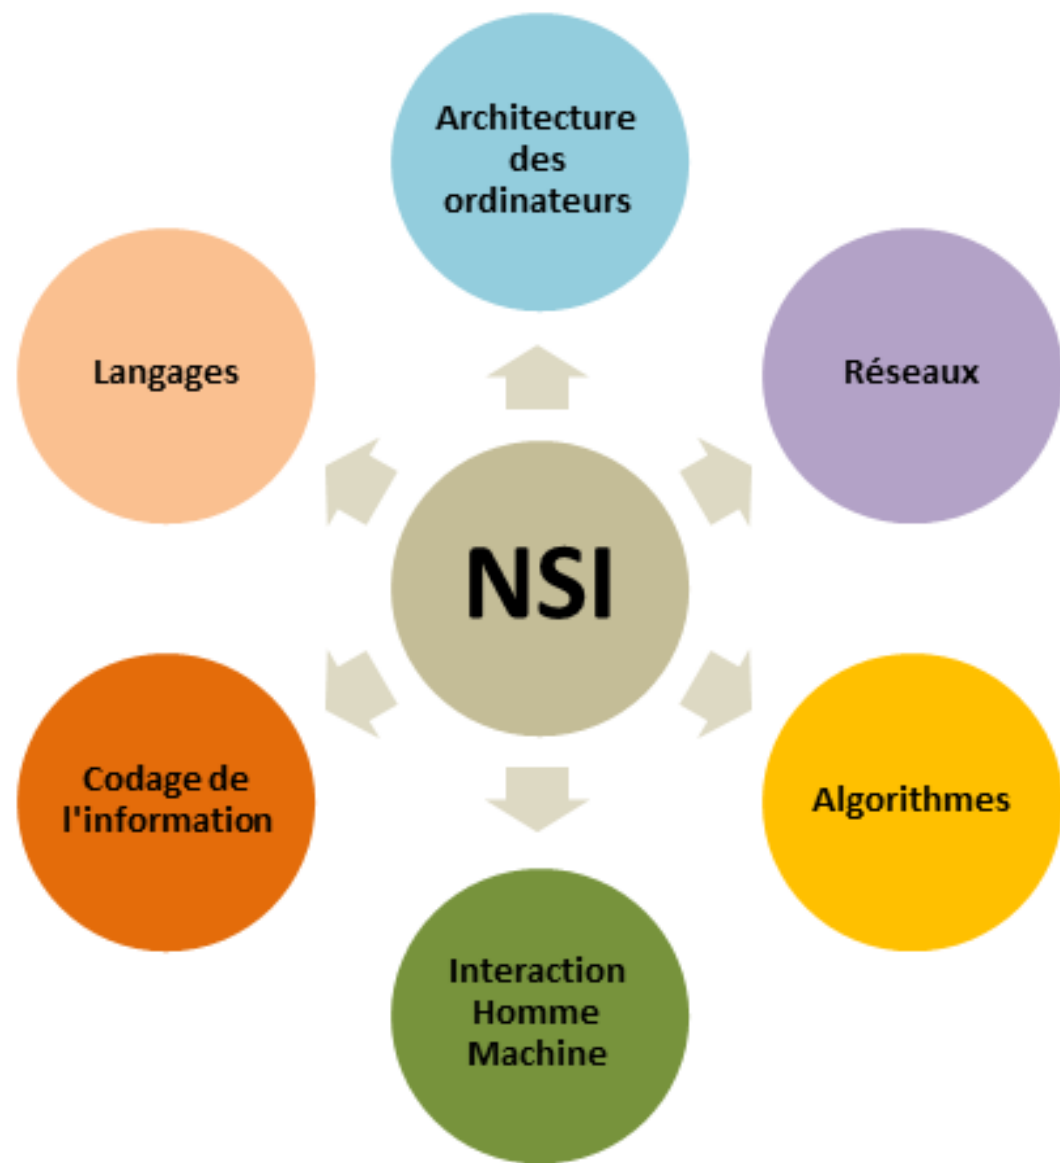 Architecture
des
ordinateurs
Langages
Réseaux
NSI
Codage de
l'information
Algorithmes
Interaction
Homme
Machine